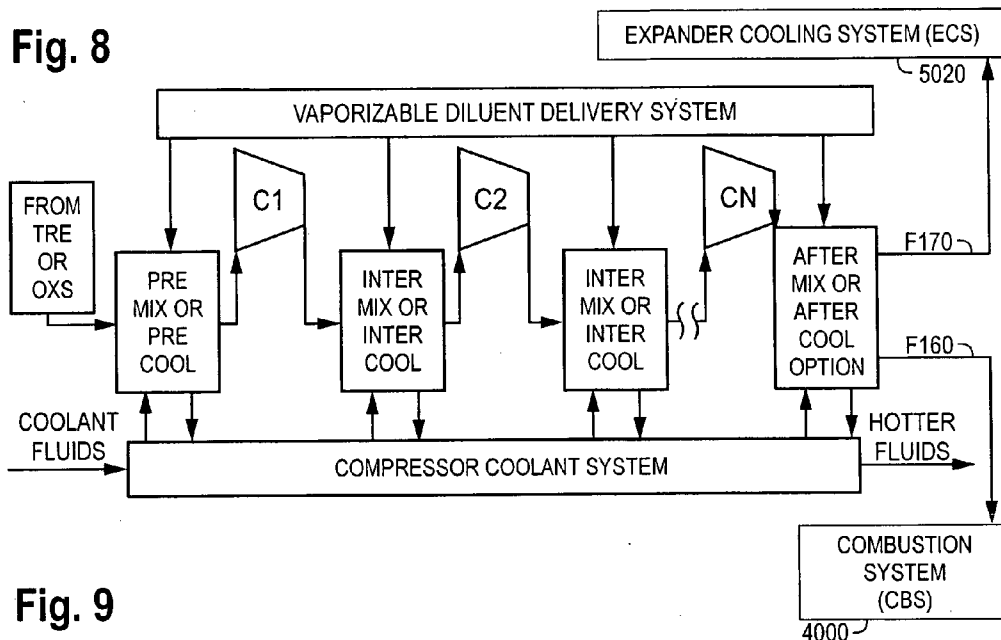 Fig. 8
EXPANDER COOLING SYSTEM (ECS)
5020
VAPORIZABLE DILUENT DELIVERY SYSTEM
FROM
TRE
OR
OXS
C1
C2
CN
PRE
MIX OR
PRE
COOL
INTER
MIX OR
INTER
COOL
INTER
MIX OR
INTER
COOL
AFTER
MIX OR
AFTER
COOL
OPTION
F170
F160
COOLANT
FLUIDS
COMPRESSOR COOLANT SYSTEM
HOTTER
FLUIDS
COMBUSTION
SYSTEM
(CBS)
4000
Fig. 9